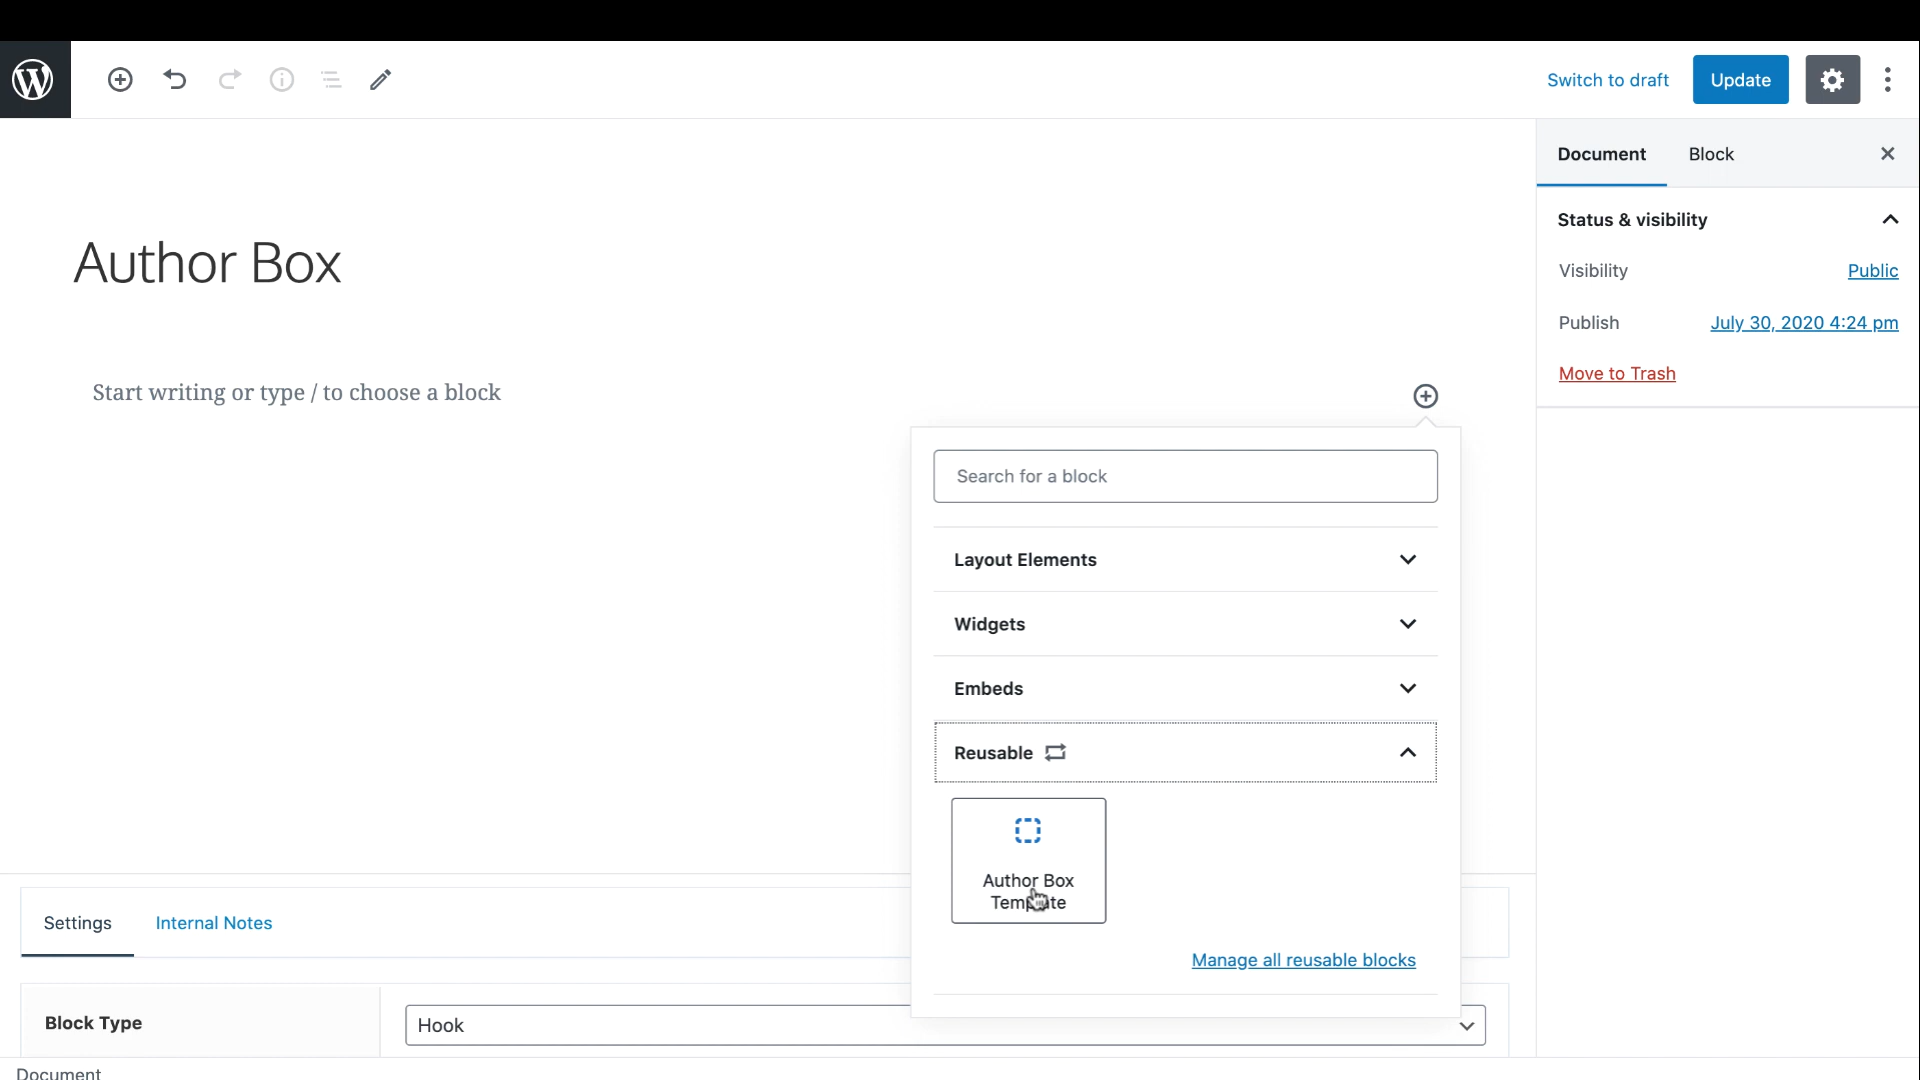 Switch to draft
Update
Document
Block
Status & visibility
Visibility
Public
Publish
July 30, 2020 4:24 pm
Move to Trash
Author Box
Start writing or type / to choose a block
Search for a block
Layout Elements
Widgets
Embeds
Reusable
Author Box
Template
Manage all reusable blocks
Settings
Internal Notes
Block Type
Hook
Document